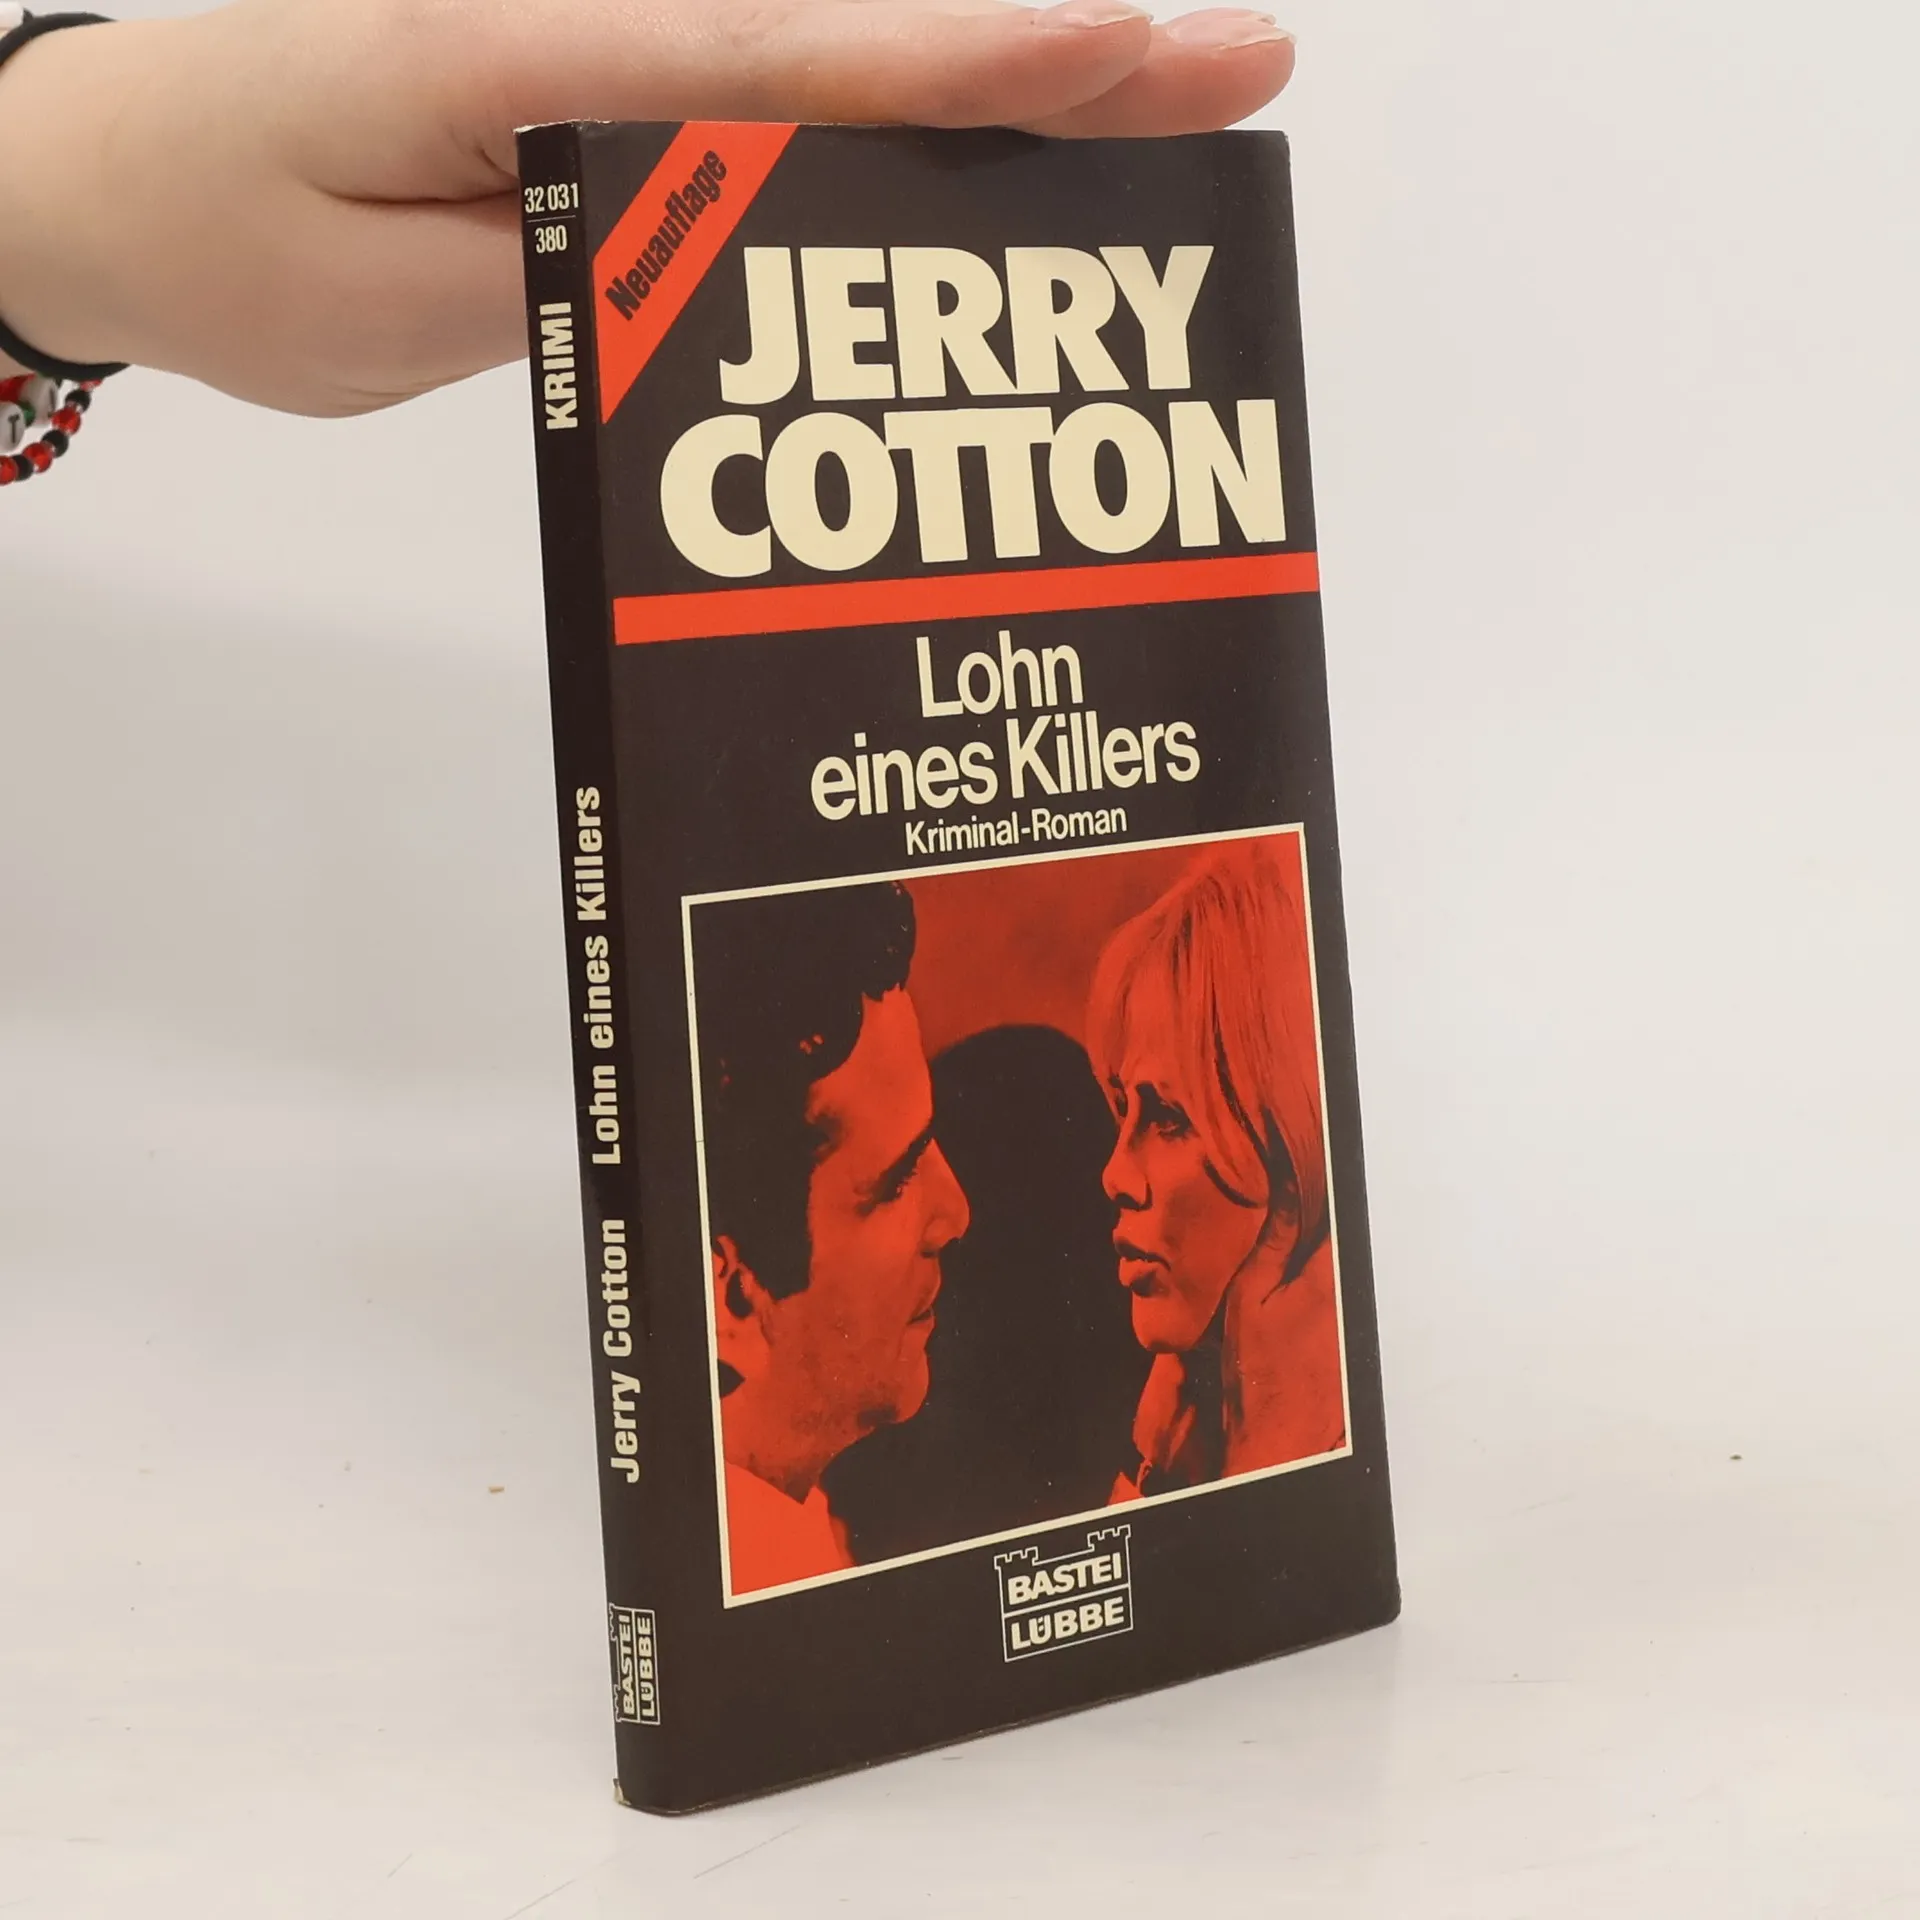 32 031
380
KRIMI
Lohn eines Killers
Jerry Cotton
BASTEI
LÜBBE
Neuauflage
JERRY
COTTON
Lohn
eines Killers
Kriminal-Roman
BASTEI
LÜBBE
T